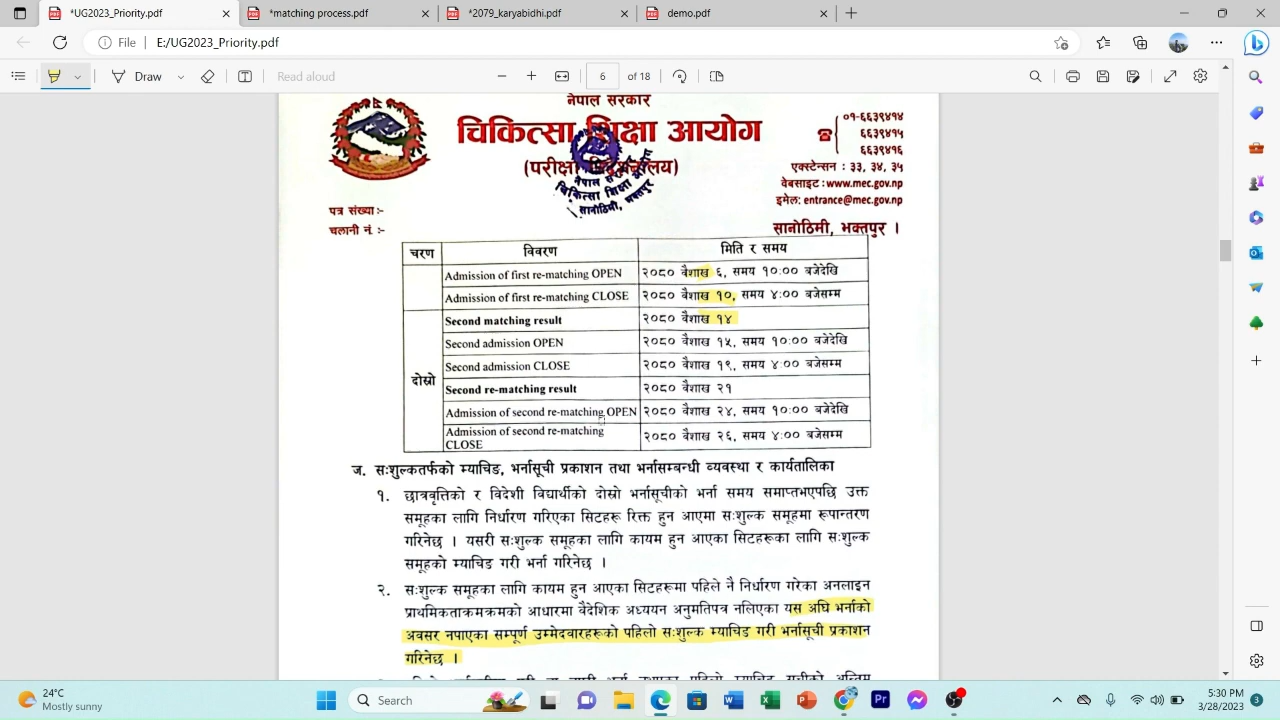 *UG2023_Priority.pdf
*matching process.pdf
*2079_karyabidhi.pdf
demo.pdf
File
E:/UG2023_Priority.pdf
Draw
Read aloud
6
of 18
नेपाल सरकार
चिकित्सा शिक्षा आयोग
(परीक्षा निर्देशनालय)
चिकित्सा शिक्षा आयोग
सानोठिमी, भक्तपुर
०१-६६३९४१४
६६३९४१५
६६३९४१६
एक्स्टेन्सन : ३३, ३४, ३५
वेबसाइट : www.mec.gov.np
इमेल: entrance@mec.gov.np
पत्र संख्या :-
चलानी नं. :-
सानोठिमी, भक्तपुर ।
चरण विवरण मिति र समय
Admission of first re-matching OPEN २०८० वैशाख ६, समय १०:०० बजेदेखि
Admission of first re-matching CLOSE २०८० वैशाख १०, समय ४:०० बजेसम्म
दोस्रो
Second matching result २०८० वैशाख १४
Second admission OPEN २०८० वैशाख १५, समय १०:०० बजेदेखि
Second admission CLOSE २०८० वैशाख १९, समय ४:०० बजेसम्म
Second re-matching result २०८० वैशाख २१
Admission of second re-matching OPEN २०८० वैशाख २४, समय १०:०० बजेदेखि
Admission of second re-matching
CLOSE २०८० वैशाख २६, समय ४:०० बजेसम्म
ज. सःशुल्कतर्फको म्याचिङ, भर्नासूची प्रकाशन तथा भर्नासम्बन्धी व्यवस्था र कार्यतालिका
१. छात्रवृत्तिको र विदेशी विद्यार्थीको दोस्रो भर्नासूचीको भर्ना समय समाप्तभएपछि उक्त
समूहका लागि निर्धारण गरिएका सिटहरू रिक्त हुन आएमा सःशुल्क समूहमा रूपान्तरण
गरिनेछ । यसरी सःशुल्क समूहका लागि कायम हुन आएका सिटहरूका लागि सःशुल्क
समूहको म्याचिङ गरी भर्ना गरिनेछ ।
२. सःशुल्क समूहका लागि कायम हुन आएका सिटहरूमा पहिले नै निर्धारण गरेका अनलाइन
प्राथमिकताक्रमक्रमको आधारमा वैदेशिक अध्ययन अनुमतिपत्र नलिएका यस अघि भर्नाको
अवसर नपाएका सम्पूर्ण उम्मेदवारहरूको पहिलो सःशुल्क म्याचिङ गरी भर्नासूची प्रकाशन
गरिनेछ ।
24°C
Mostly sunny
Search
5:30 PM
3/28/2023
3